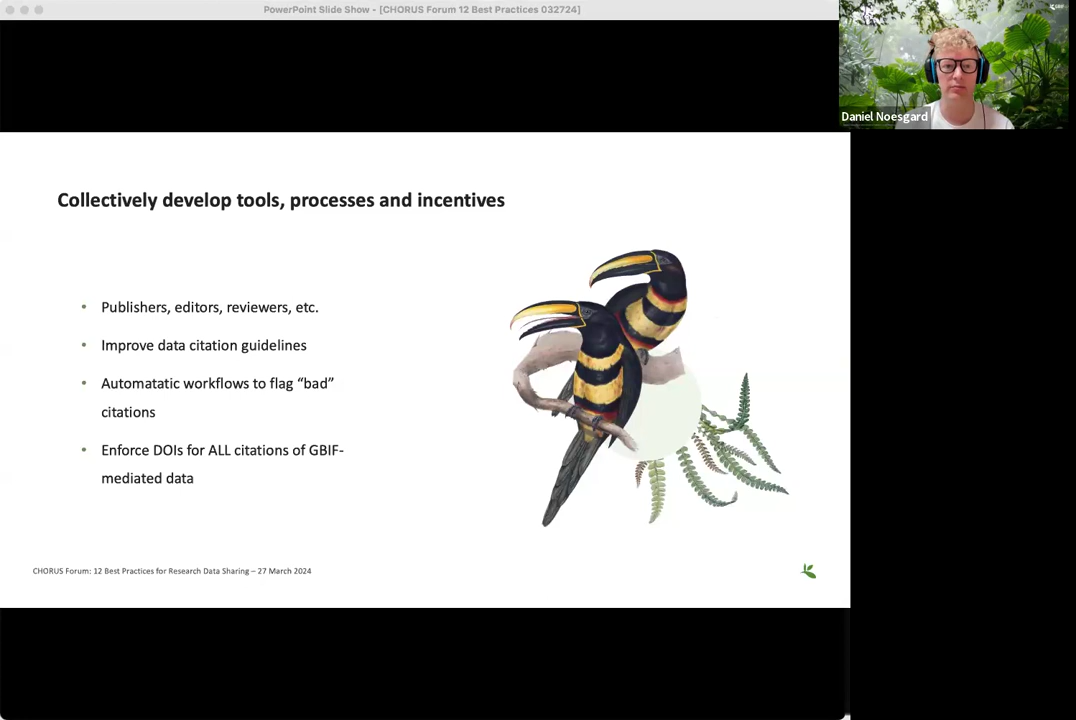 PowerPoint Slide Show - [CHORUS Forum 12 Best Practices 032724]
Daniel Noesgard
Collectively develop tools, processes and incentives
• Publishers, editors, reviewers, etc.
• Improve data citation guidelines
• Automatatic workflows to flag “bad”
citations
• Enforce DOIs for ALL citations of GBIF-
mediated data
CHORUS Forum: 12 Best Practices for Research Data Sharing – 27 March 2024